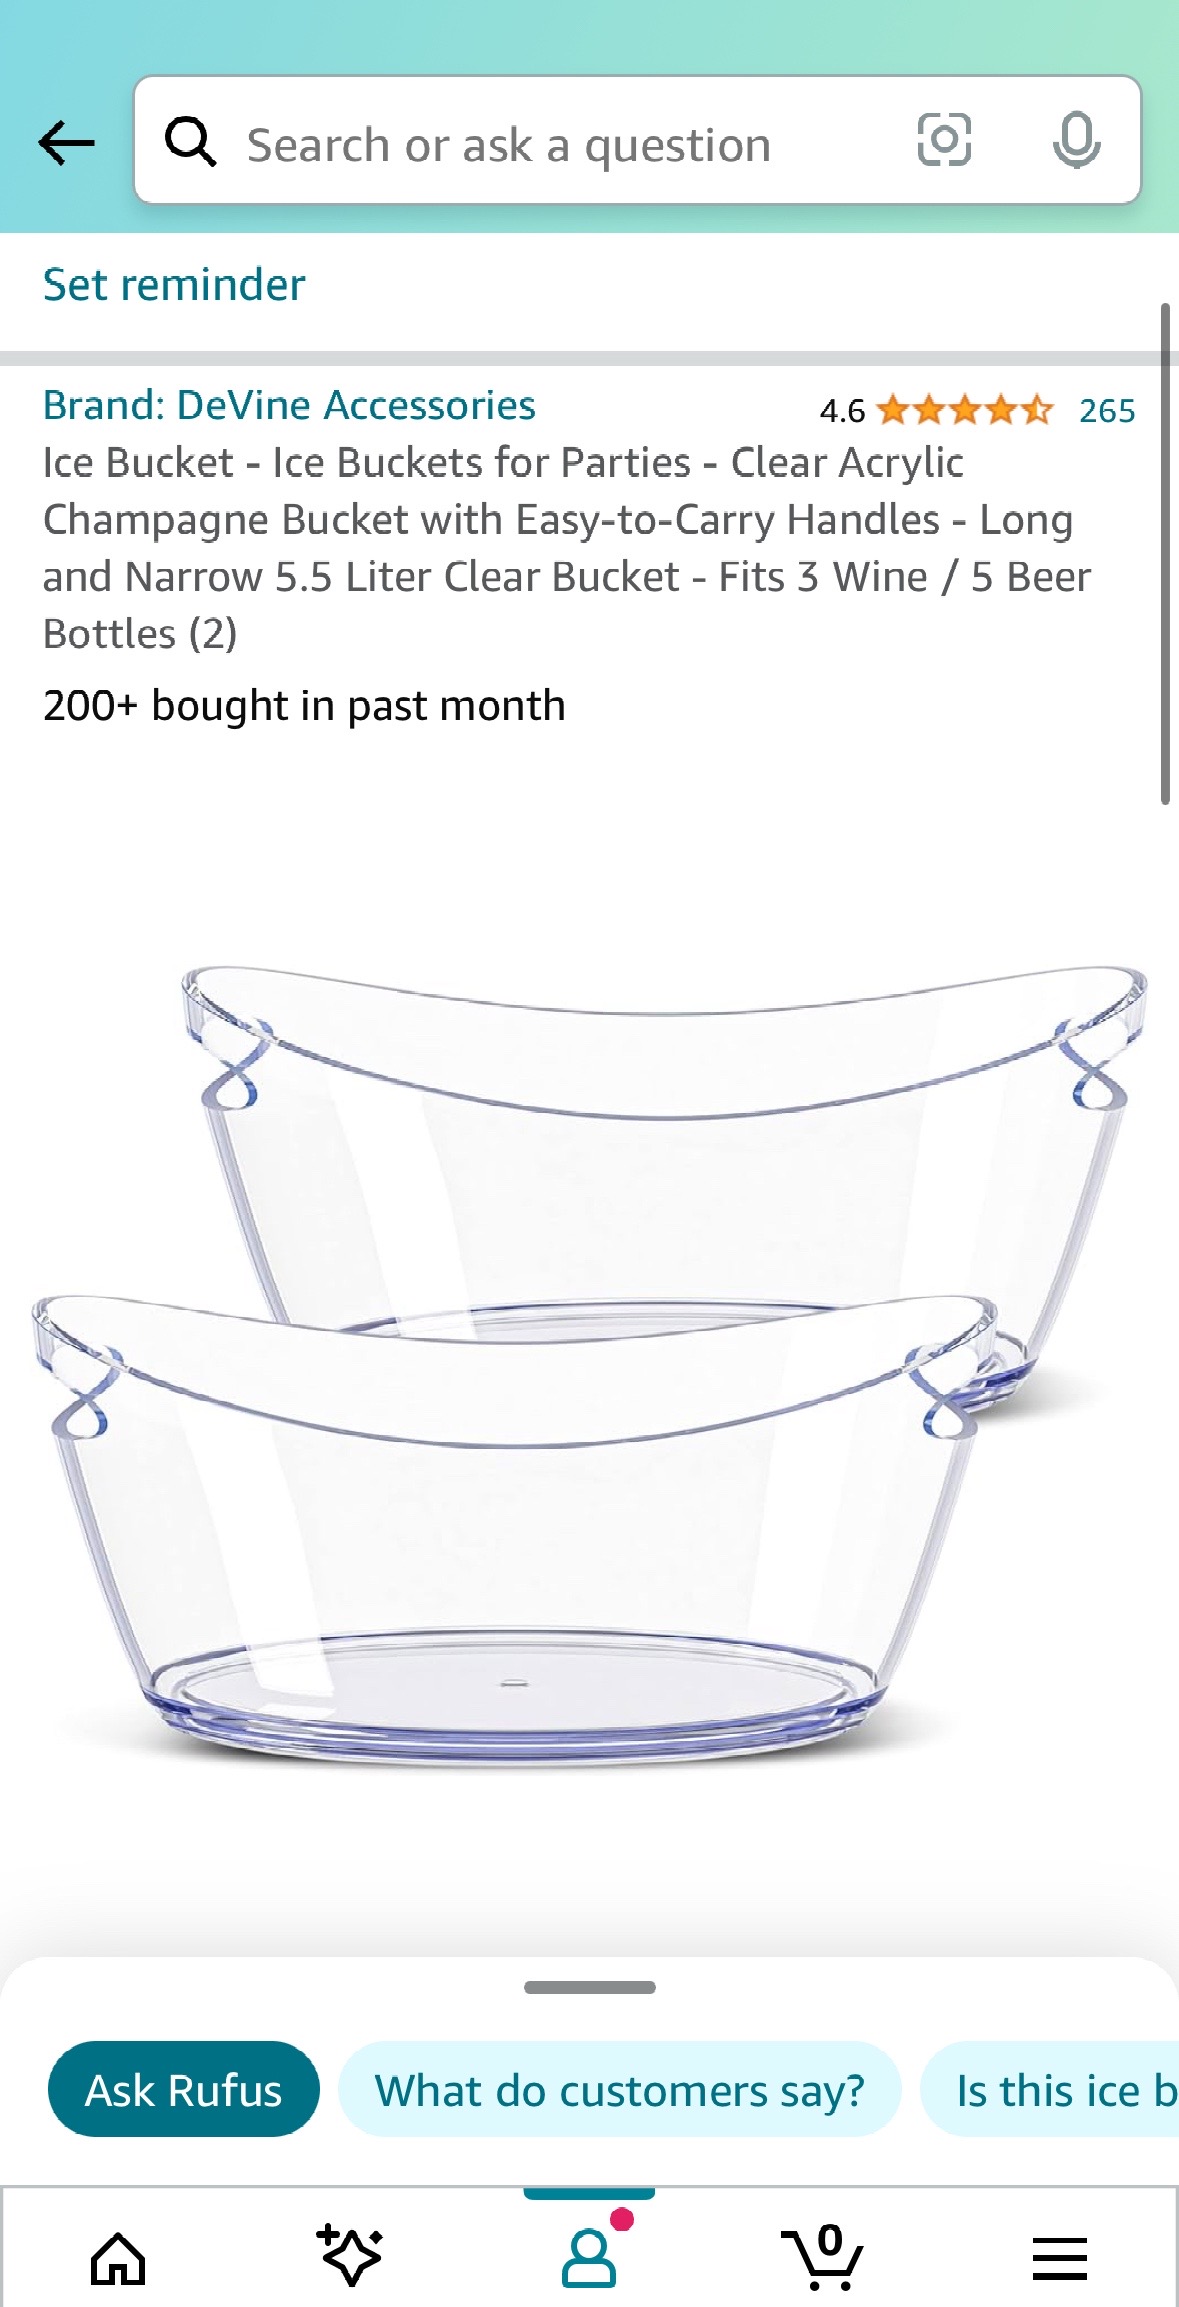 Search or ask a question
Set reminder
Brand: DeVine Accessories
4.6 265
Ice Bucket - Ice Buckets for Parties - Clear Acrylic
Champagne Bucket with Easy-to-Carry Handles - Long
and Narrow 5.5 Liter Clear Bucket - Fits 3 Wine / 5 Beer
Bottles (2)
200+ bought in past month
Ask Rufus
What do customers say?
Is this ice b
0